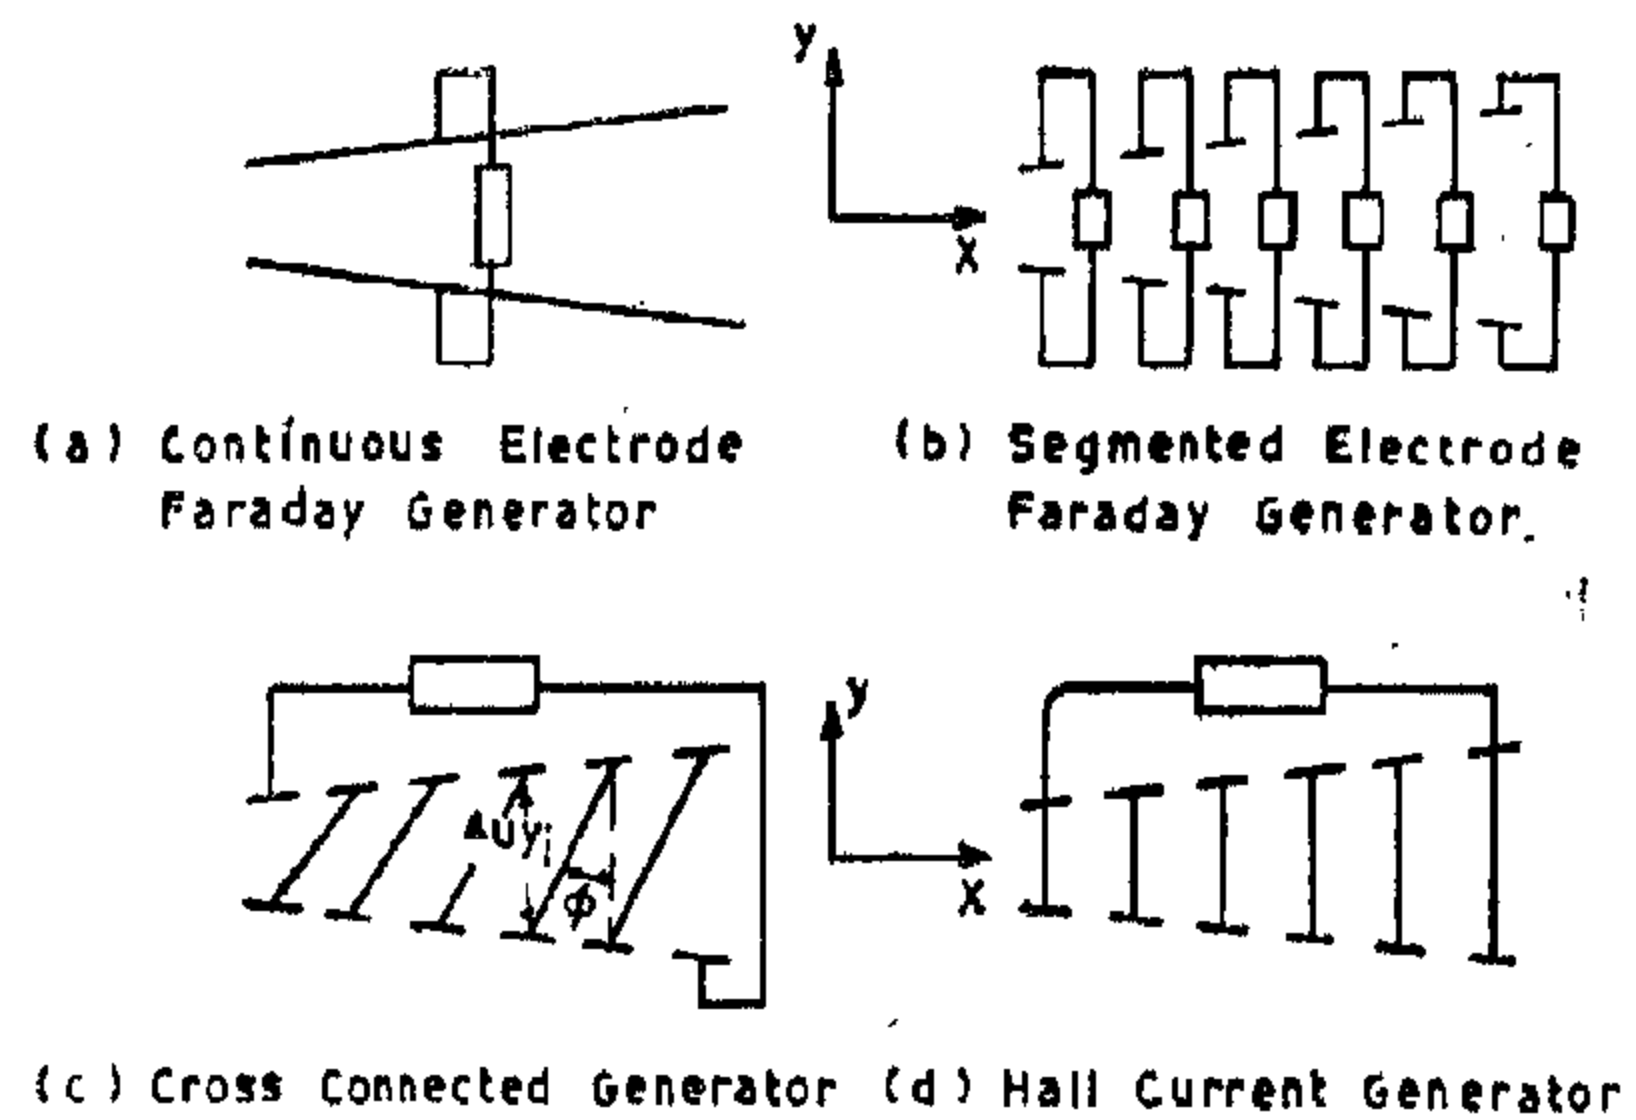 y
X
(a) Continuous Electrode
Faraday Generator
(b) Segmented Electrode
Faraday Generator.
y
X
Δuyi
ϕ
(c) Cross Connected Generator
(d) Hall Current Generator